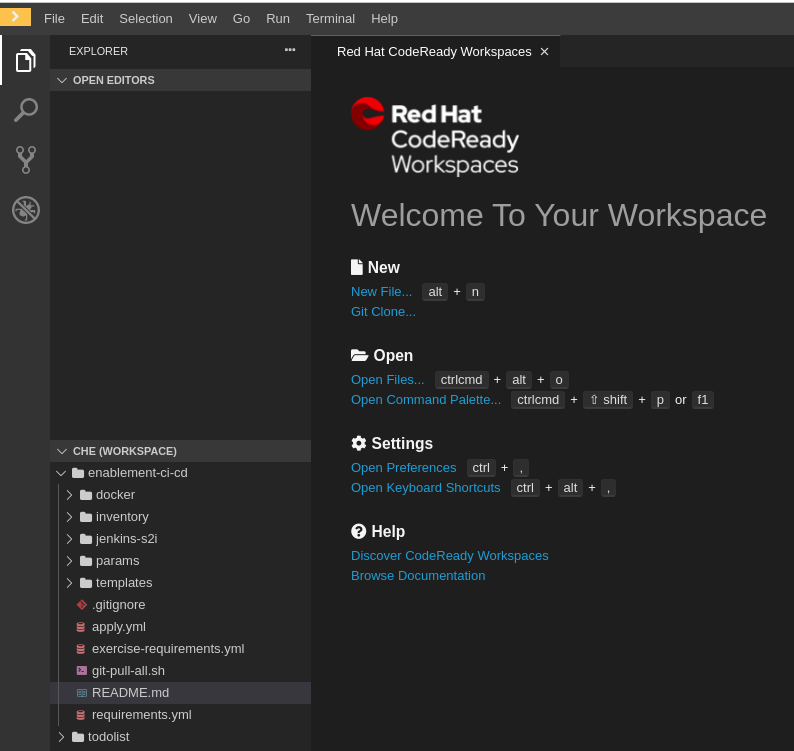 File Edit Selection View Go Run Terminal Help
EXPLORER
Red Hat CodeReady Workspaces
OPEN EDITORS
Red Hat
CodeReady
Workspaces
Welcome To Your Workspace
New
New File... alt + n
Git Clone...
Open
Open Files... ctrlcmd + alt + o
Open Command Palette... ctrlcmd + ⇧ shift + p or f1
Settings
Open Preferences ctrl + ,
Open Keyboard Shortcuts ctrl + alt + ,
Help
Discover CodeReady Workspaces
Browse Documentation
CHE (WORKSPACE)
enablement-ci-cd
docker
inventory
jenkins-s2i
params
templates
.gitignore
apply.yml
exercise-requirements.yml
git-pull-all.sh
README.md
requirements.yml
todolist